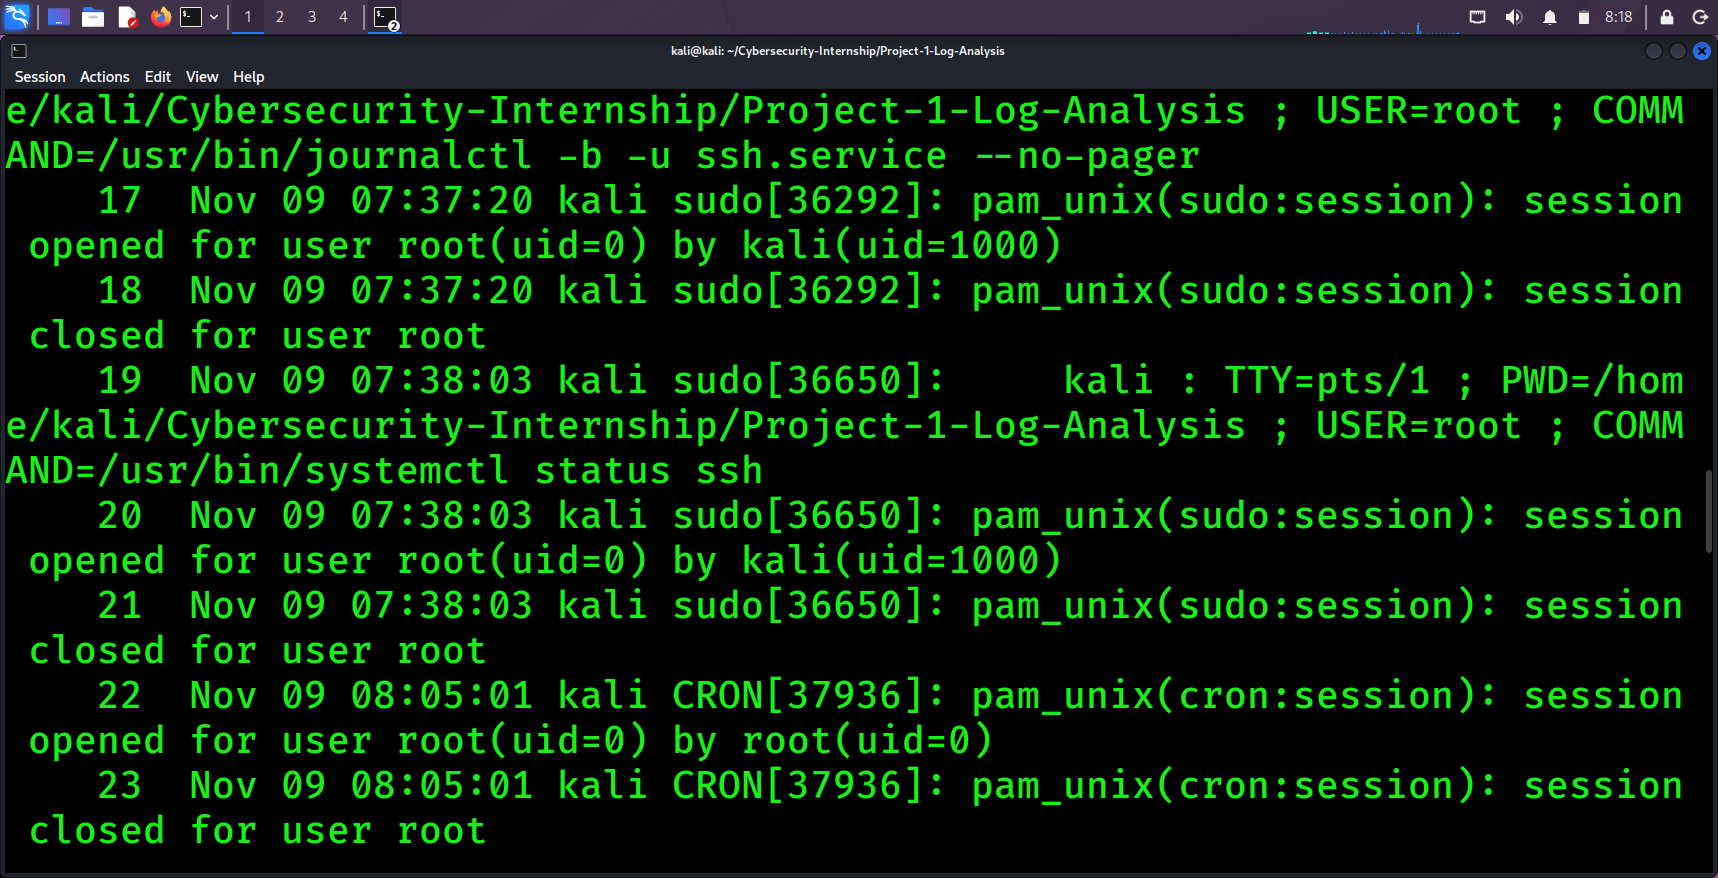 1 2 3 4 2 8:18
kali@kali: ~/Cybersecurity-Internship/Project-1-Log-Analysis
Session Actions Edit View Help
e/kali/Cybersecurity-Internship/Project-1-Log-Analysis ; USER=root ; COMM
AND=/usr/bin/journalctl -b -u ssh.service --no-pager
17 Nov 09 07:37:20 kali sudo[36292]: pam_unix(sudo:session): session
opened for user root(uid=0) by kali(uid=1000)
18 Nov 09 07:37:20 kali sudo[36292]: pam_unix(sudo:session): session
closed for user root
19 Nov 09 07:38:03 kali sudo[36650]: kali : TTY=pts/1 ; PWD=/hom
e/kali/Cybersecurity-Internship/Project-1-Log-Analysis ; USER=root ; COMM
AND=/usr/bin/systemctl status ssh
20 Nov 09 07:38:03 kali sudo[36650]: pam_unix(sudo:session): session
opened for user root(uid=0) by kali(uid=1000)
21 Nov 09 07:38:03 kali sudo[36650]: pam_unix(sudo:session): session
closed for user root
22 Nov 09 08:05:01 kali CRON[37936]: pam_unix(cron:session): session
opened for user root(uid=0) by root(uid=0)
23 Nov 09 08:05:01 kali CRON[37936]: pam_unix(cron:session): session
closed for user root